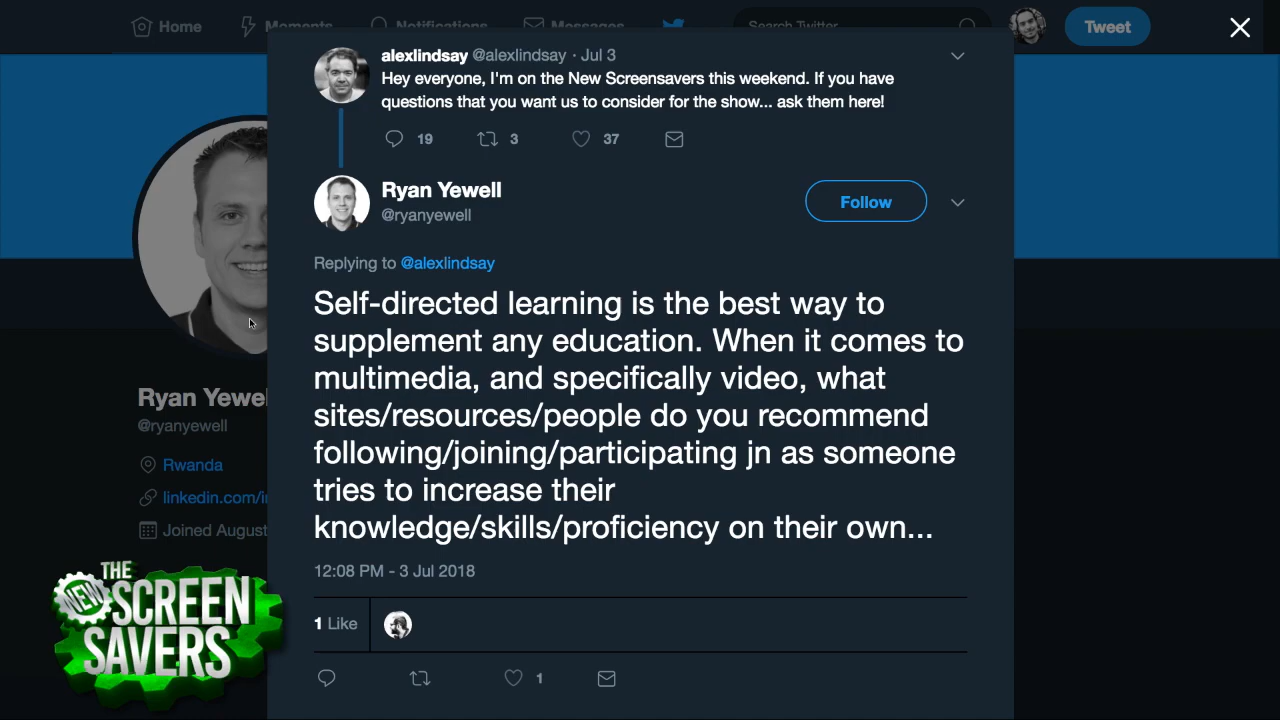 Home
Moments
Notifications
Messages
Search Twitter
Tweet
alexlindsay @alexlindsay · Jul 3
Hey everyone, I'm on the New Screensavers this weekend. If you have
questions that you want us to consider for the show... ask them here!
19
3
37
Ryan Yewell
@ryanyewell
Follow
Replying to @alexlindsay
Self-directed learning is the best way to
supplement any education. When it comes to
multimedia, and specifically video, what
sites/resources/people do you recommend
following/joining/participating jn as someone
tries to increase their
knowledge/skills/proficiency on their own...
12:08 PM - 3 Jul 2018
1 Like
1
Ryan Yewe
@ryanyewell
Rwanda
linkedin.com/i
Joined August
THE
NEW SCREEN
SAVERS